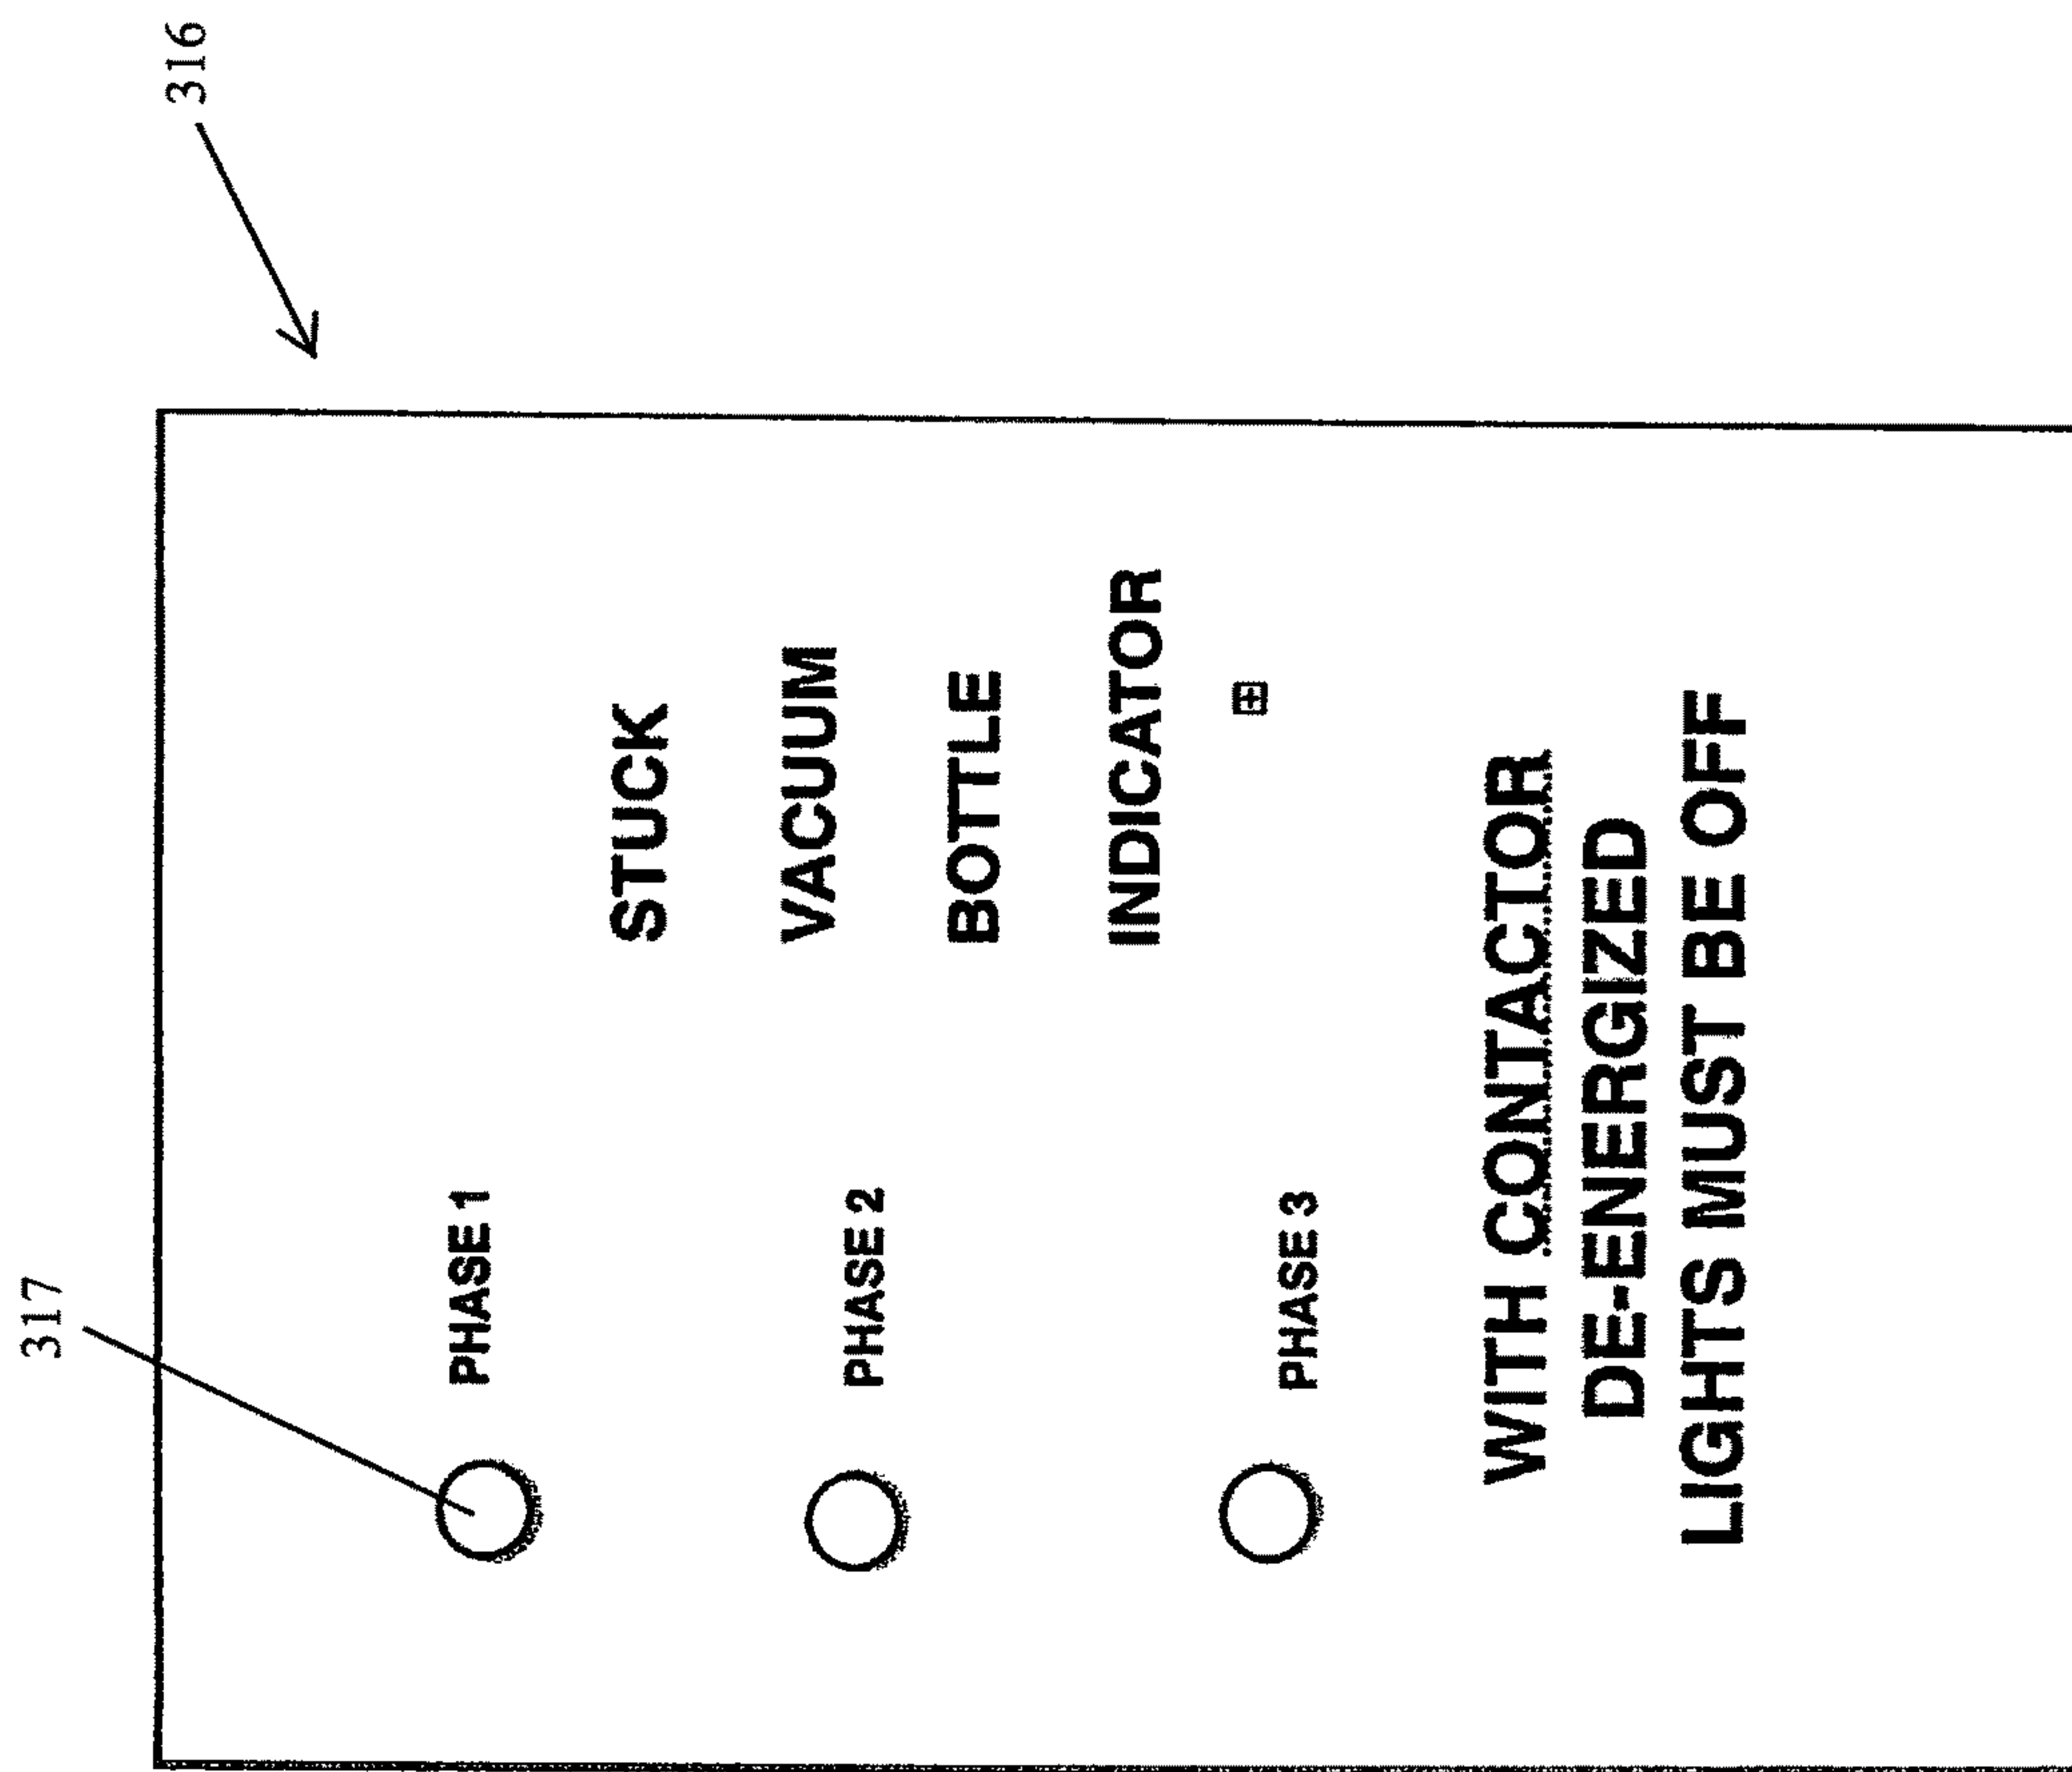 316
317
PHASE 1
STUCK
VACUUM
PHASE 2
BOTTLE
INDICATOR
PHASE 3
WITH CONTACTOR
DE-ENERGIZED
LIGHTS MUST BE OFF